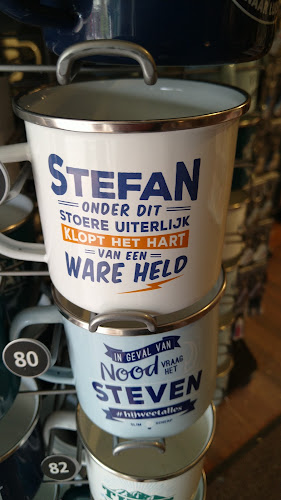 STEFAN
ONDER DIT
STOERE UITERLIJK
KLOPT HET HART
VAN EEN
WARE HELD
80
IN GEVAL VAN
Nood VRAAG
HET
STEVEN
#hijweetalles
82